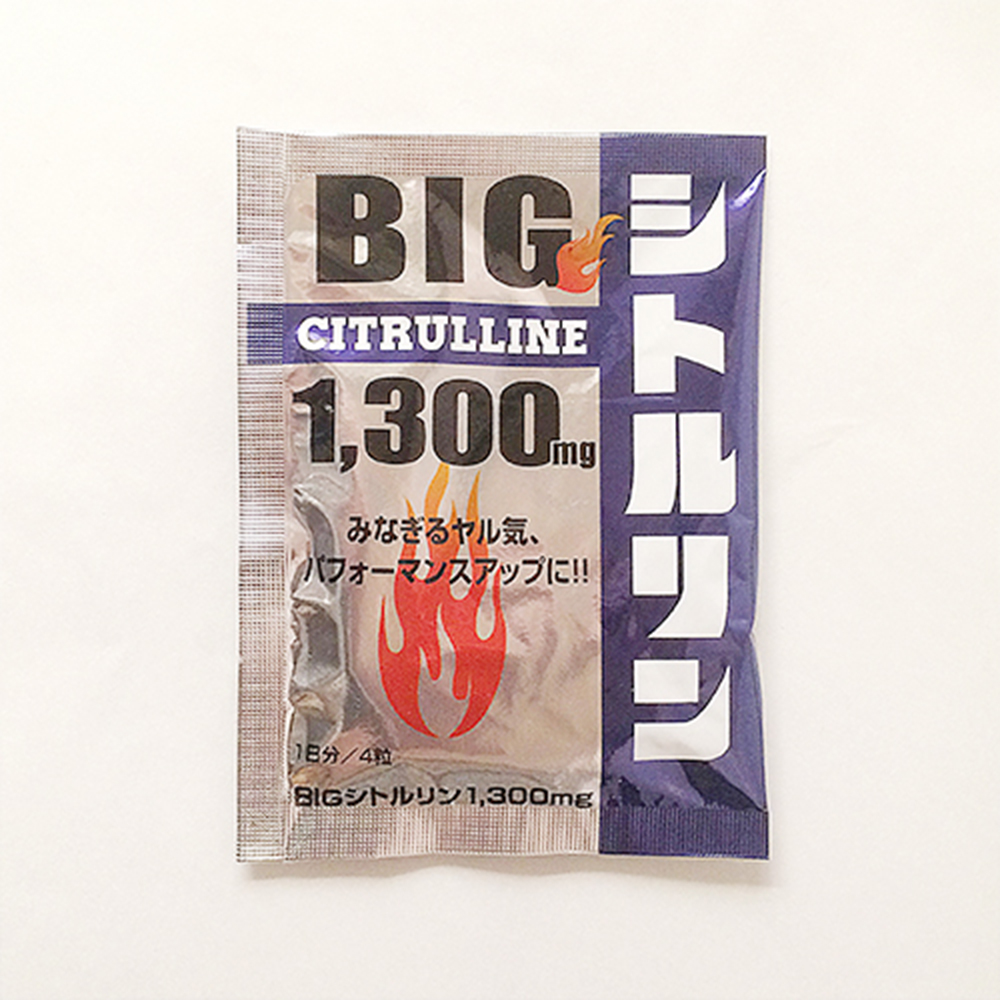 BIG
CITRULLINE
1,300mg
みなぎるヤル気、
パフォーマンスアップに!!
1日分/4粒
BIGシトルリン1,300mg
シトルリン